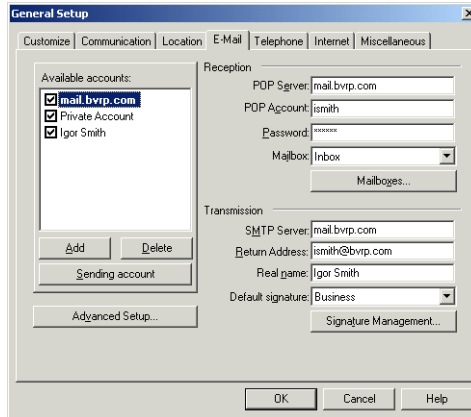 General Setup
Customize Communication Location E-Mail Telephone Internet Miscellaneous
Available accounts:
mail.bvrp.com
Private Account
Igor Smith
Add Delete
Sending account
Advanced Setup...
Reception
POP Server: mail.bvrp.com
POP Account: ismith
Password: ******
Mailbox: Inbox
Mailboxes...
Transmission
SMTP Server: mail.bvrp.com
Return Address: ismith@bvrp.com
Real name: Igor Smith
Default signature: Business
Signature Management...
OK Cancel Help